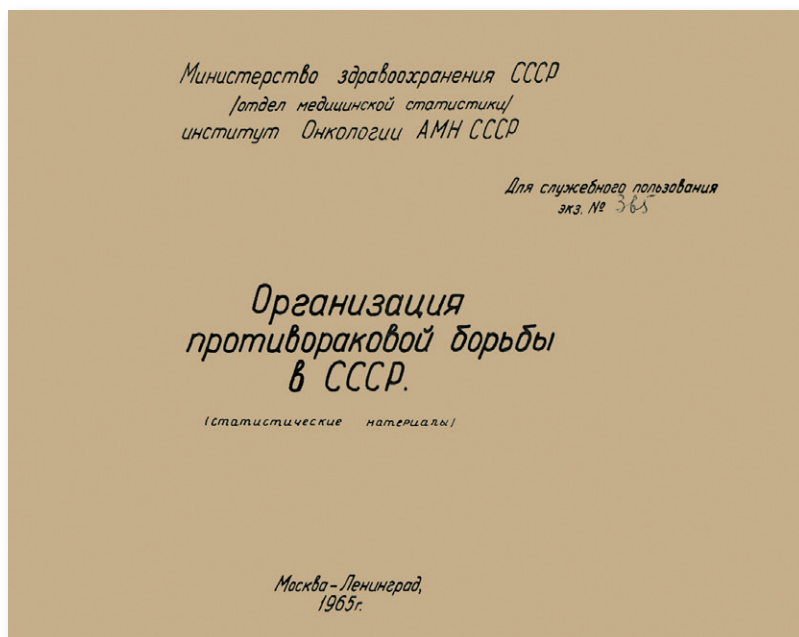 Министерство здравоохранения СССР
/отдел медицинской статистики/
институт Онкологии АМН СССР
Для служебного пользования
экз. № 365
Организация
противораковой борьбы
в СССР.
(статистические материалы)
Москва-Ленинград,
1965г.